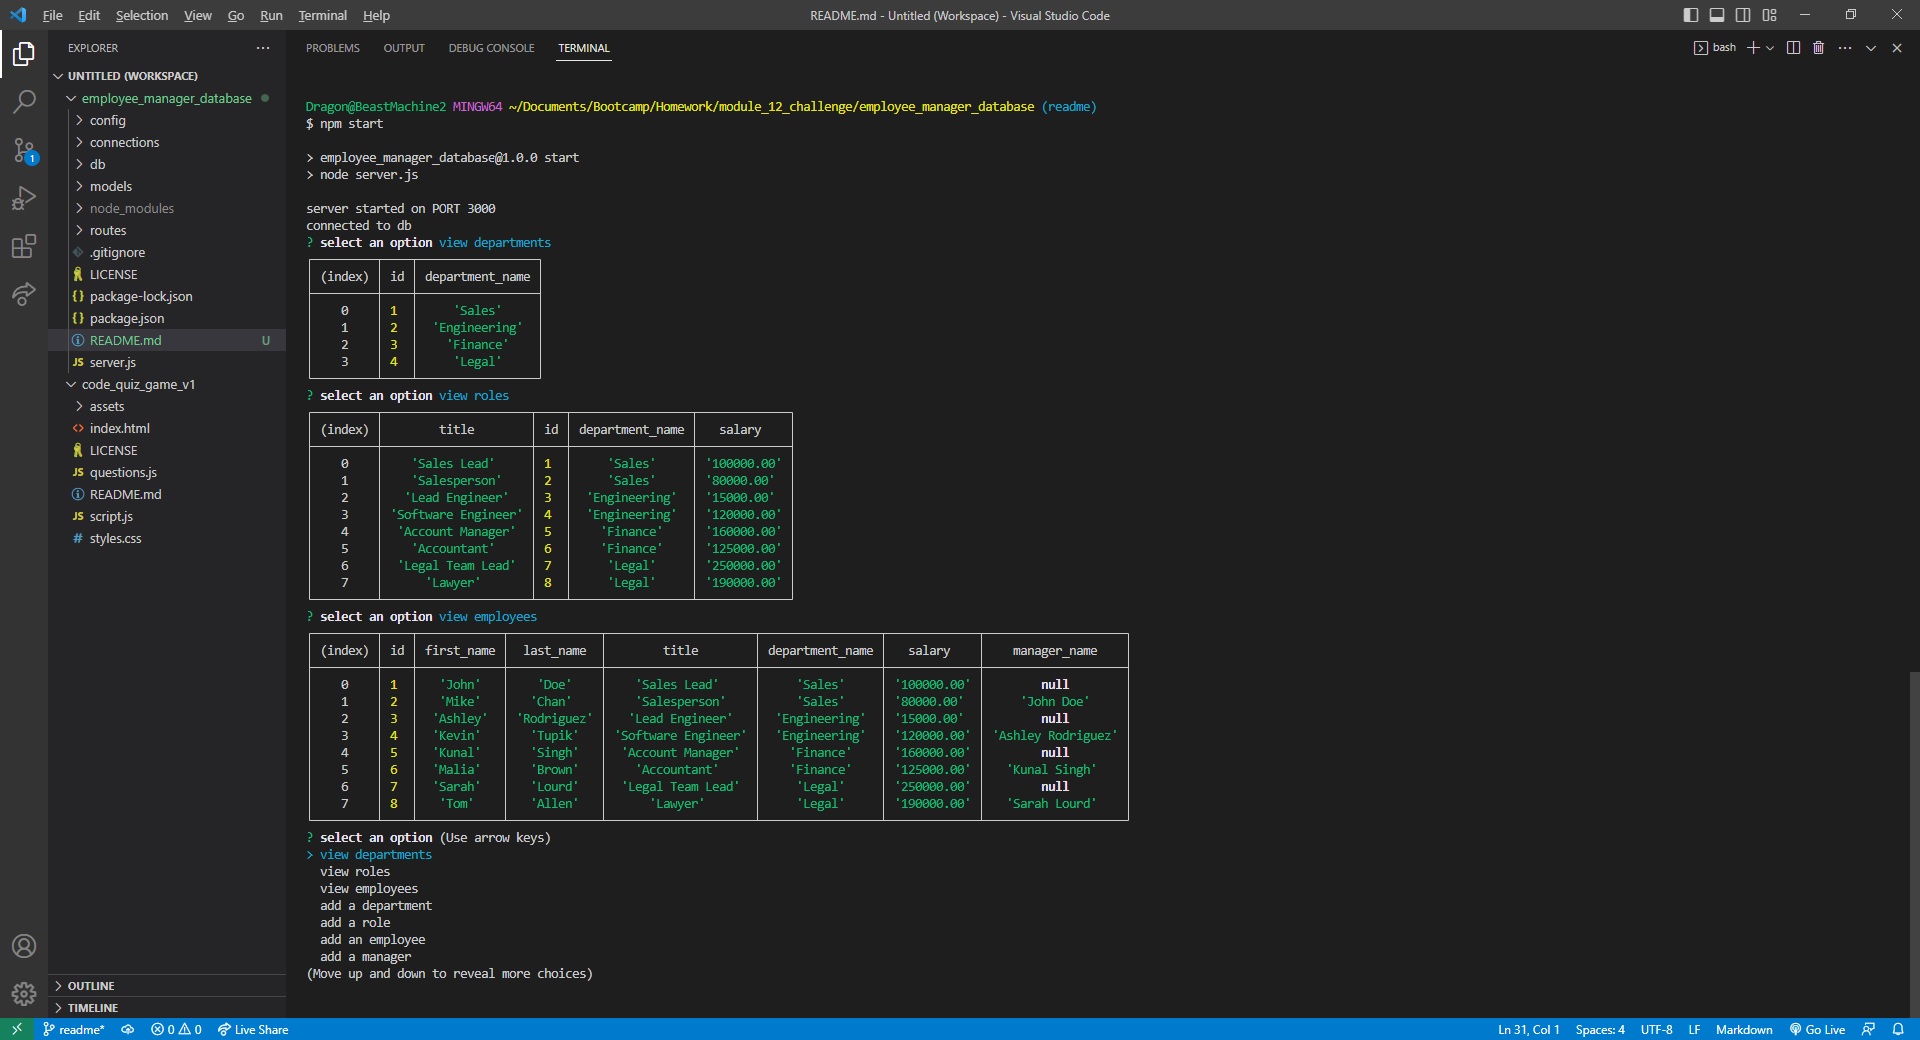 File Edit Selection View Go Run Terminal Help README.md - Untitled (Workspace) - Visual Studio Code
EXPLORER ···
UNTITLED (WORKSPACE)
employee_manager_database
config
connections
db
models
node_modules
routes
.gitignore
LICENSE
{} package-lock.json
{} package.json
README.md U
JS server.js
code_quiz_game_v1
assets
<> index.html
LICENSE
JS questions.js
README.md
JS script.js
# styles.css
OUTLINE
TIMELINE
1
PROBLEMS OUTPUT DEBUG CONSOLE TERMINAL bash
Dragon@BeastMachine2 MINGW64 ~/Documents/Bootcamp/Homework/module_12_challenge/employee_manager_database (readme)
$ npm start
> employee_manager_database@1.0.0 start
> node server.js
server started on PORT 3000
connected to db
? select an option view departments
(index) id department_name
0 1 'Sales'
1 2 'Engineering'
2 3 'Finance'
3 4 'Legal'
? select an option view roles
(index) title id department_name salary
0 'Sales Lead' 1 'Sales' '100000.00'
1 'Salesperson' 2 'Sales' '80000.00'
2 'Lead Engineer' 3 'Engineering' '15000.00'
3 'Software Engineer' 4 'Engineering' '120000.00'
4 'Account Manager' 5 'Finance' '160000.00'
5 'Accountant' 6 'Finance' '125000.00'
6 'Legal Team Lead' 7 'Legal' '250000.00'
7 'Lawyer' 8 'Legal' '190000.00'
? select an option view employees
(index) id first_name last_name title department_name salary manager_name
0 1 'John' 'Doe' 'Sales Lead' 'Sales' '100000.00' null
1 2 'Mike' 'Chan' 'Salesperson' 'Sales' '80000.00' 'John Doe'
2 3 'Ashley' 'Rodriguez' 'Lead Engineer' 'Engineering' '15000.00' null
3 4 'Kevin' 'Tupik' 'Software Engineer' 'Engineering' '120000.00' 'Ashley Rodriguez'
4 5 'Kunal' 'Singh' 'Account Manager' 'Finance' '160000.00' null
5 6 'Malia' 'Brown' 'Accountant' 'Finance' '125000.00' 'Kunal Singh'
6 7 'Sarah' 'Lourd' 'Legal Team Lead' 'Legal' '250000.00' null
7 8 'Tom' 'Allen' 'Lawyer' 'Legal' '190000.00' 'Sarah Lourd'
? select an option (Use arrow keys)
> view departments
view roles
view employees
add a department
add a role
add an employee
add a manager
(Move up and down to reveal more choices)
readme* 0 0 Live Share Ln 31, Col 1 Spaces: 4 UTF-8 LF Markdown Go Live